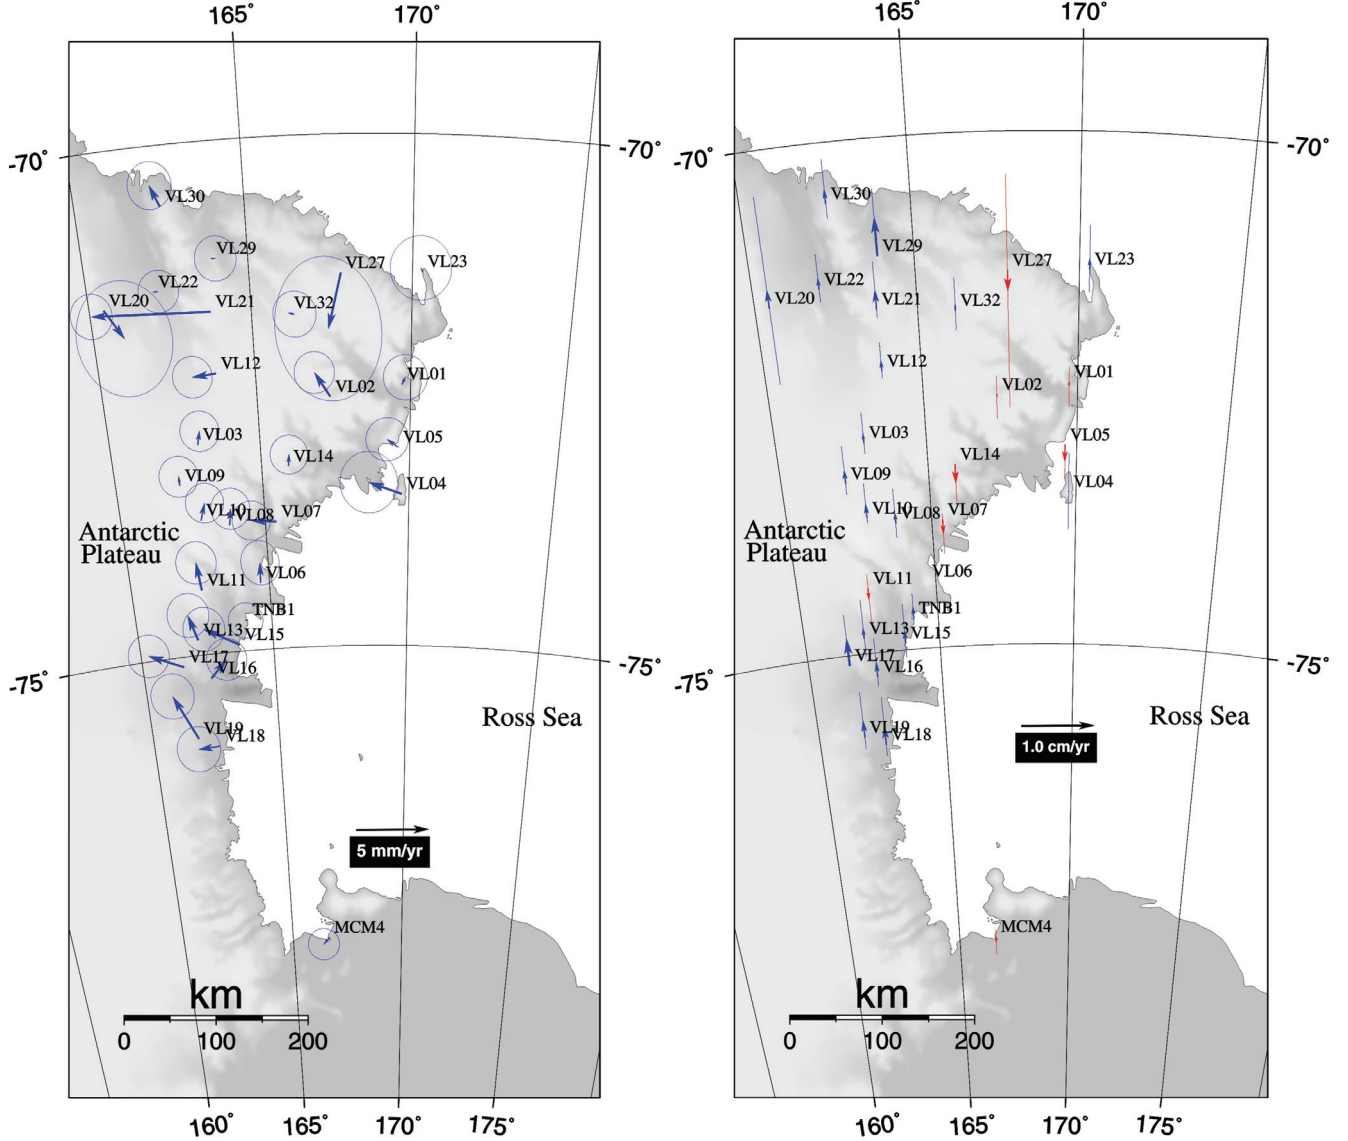 165°
170°
-70°
-70°
VL30
VL29
VL27
VL23
VL22
VL20
VL21
VL32
VL12
VL01
VL02
VL03
VL05
VL14
VL09
VL04
VL10
VL08
VL07
Antarctic
Plateau
VL11
VL06
TNB1
VL13
VL15
VL17
VL16
-75°
-75°
Ross Sea
VL19
VL18
5 mm/yr
MCM4
km
0 100 200
160°
165°
170°
175°
165°
170°
-70°
-70°
VL30
VL29
VL27
VL23
VL22
VL20
VL21
VL32
VL12
VL01
VL02
VL03
VL05
VL14
VL09
VL04
VL10
VL08
VL07
Antarctic
Plateau
VL11
VL06
TNB1
VL13
VL15
VL17
VL16
-75°
-75°
Ross Sea
VL19
VL18
1.0 cm/yr
MCM4
km
0 100 200
160°
165°
170°
175°